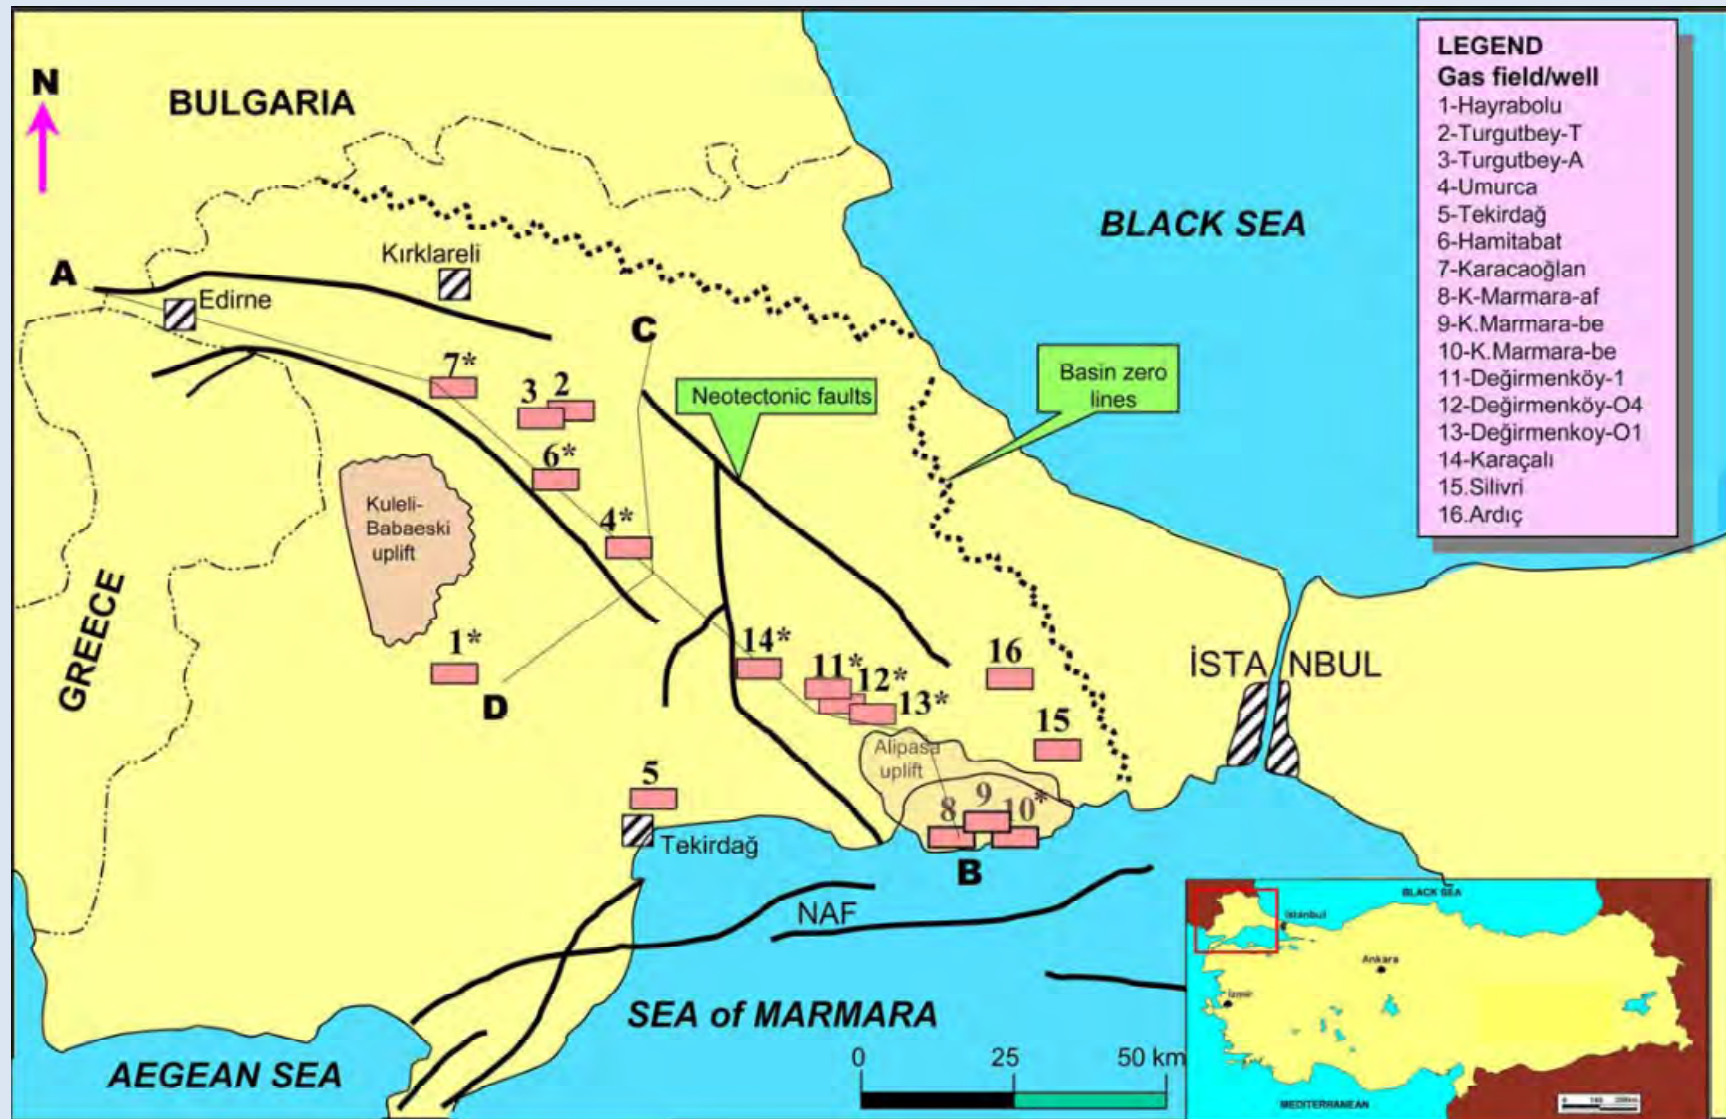 N
BULGARIA
BLACK SEA
A
Kırklareli
Edirne
C
7*
3
2
Neotectonic faults
Basin zero
lines
6*
Kuleli-
Babaeski
uplift
4*
GREECE
1*
D
14*
11*
12*
13*
16
15
İSTA
NBUL
Alipasa
uplift
5
8
9
10*
Tekirdağ
B
NAF
SEA of MARMARA
AEGEAN SEA
0
25
50 km
LEGEND
Gas field/well
1-Hayrabolu
2-Turgutbey-T
3-Turgutbey-A
4-Umurca
5-Tekirdağ
6-Hamitabat
7-Karacaoğlan
8-K-Marmara-af
9-K.Marmara-be
10-K.Marmara-be
11-Değirmenköy-1
12-Değirmenköy-O4
13-Değirmenkoy-O1
14-Karaçalı
15.Silivri
16.Ardıç
BLACK SEA
İstanbul
Ankara
İzmir
MEDITERRANEAN